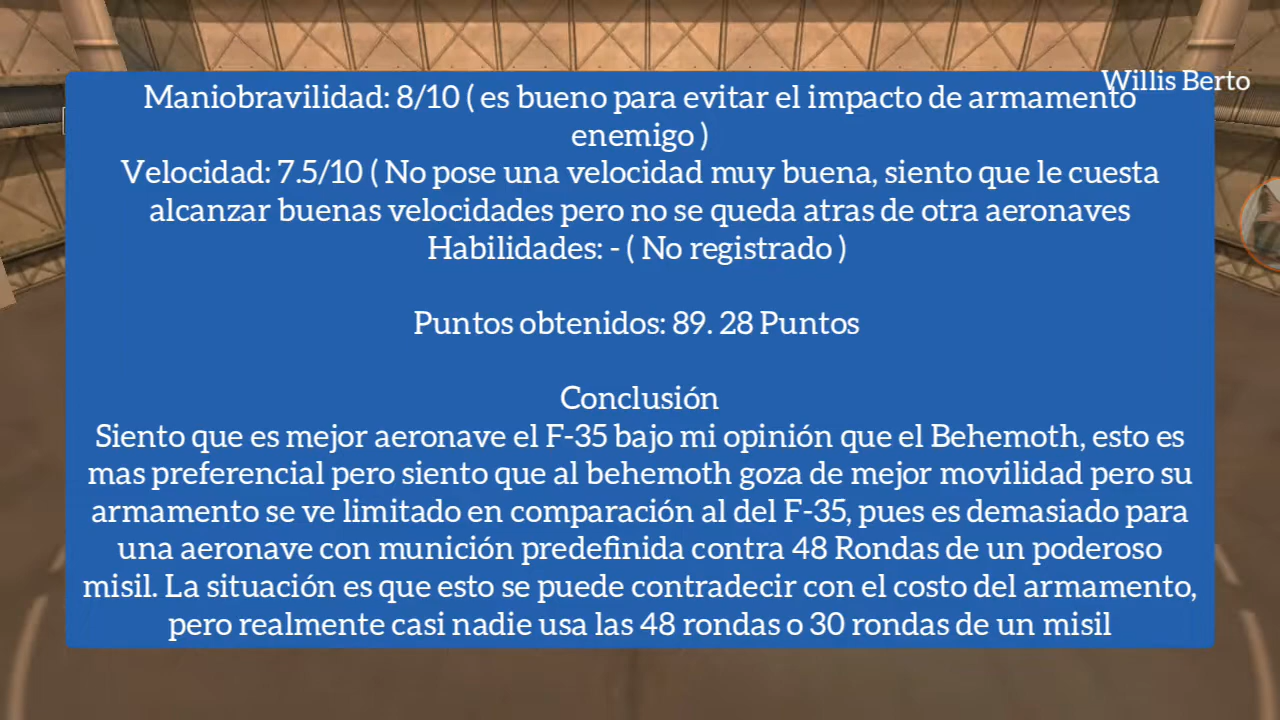 Willis Berto
Maniobravilidad: 8/10 ( es bueno para evitar el impacto de armamento
enemigo )
Velocidad: 7.5/10 ( No pose una velocidad muy buena, siento que le cuesta
alcanzar buenas velocidades pero no se queda atras de otra aeronaves
Habilidades: - ( No registrado )
Puntos obtenidos: 89. 28 Puntos
Conclusión
Siento que es mejor aeronave el F-35 bajo mi opinión que el Behemoth, esto es
mas preferencial pero siento que al behemoth goza de mejor movilidad pero su
armamento se ve limitado en comparación al del F-35, pues es demasiado para
una aeronave con munición predefinida contra 48 Rondas de un poderoso
misil. La situación es que esto se puede contradecir con el costo del armamento,
pero realmente casi nadie usa las 48 rondas o 30 rondas de un misil